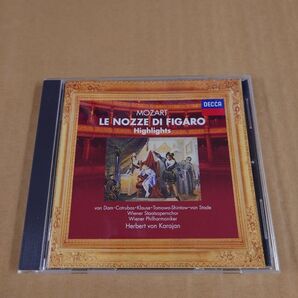 MOZART
DECCA
LE NOZZE DI FIGARO
Highlights
van Dam·Cotrubas·Krause·Tomowa-Sintow·von Stade
Wiener Staatsopernchor
Wiener Philharmoniker
Herbert von Karajan